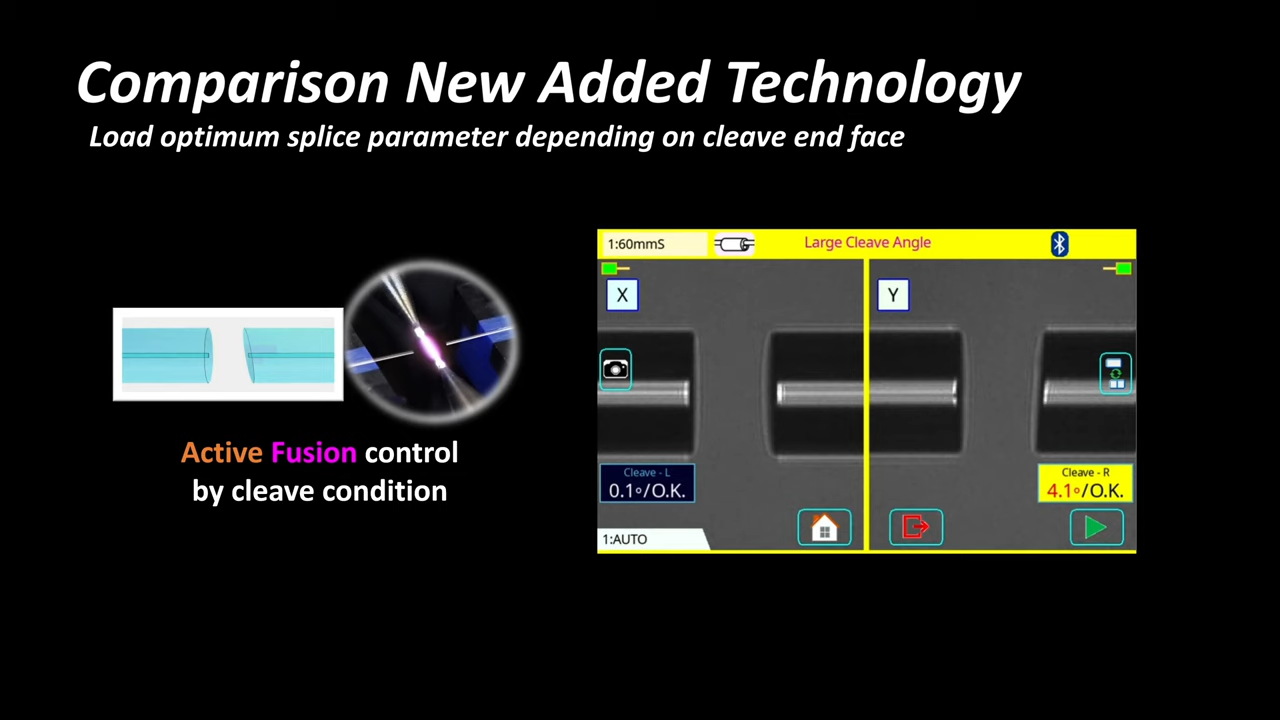 Comparison New Added Technology
Load optimum splice parameter depending on cleave end face
1:60mmS
Large Cleave Angle
X
Y
Active Fusion control
by cleave condition
Cleave - L
0.1°/O.K.
Cleave - R
4.1°/O.K.
1:AUTO